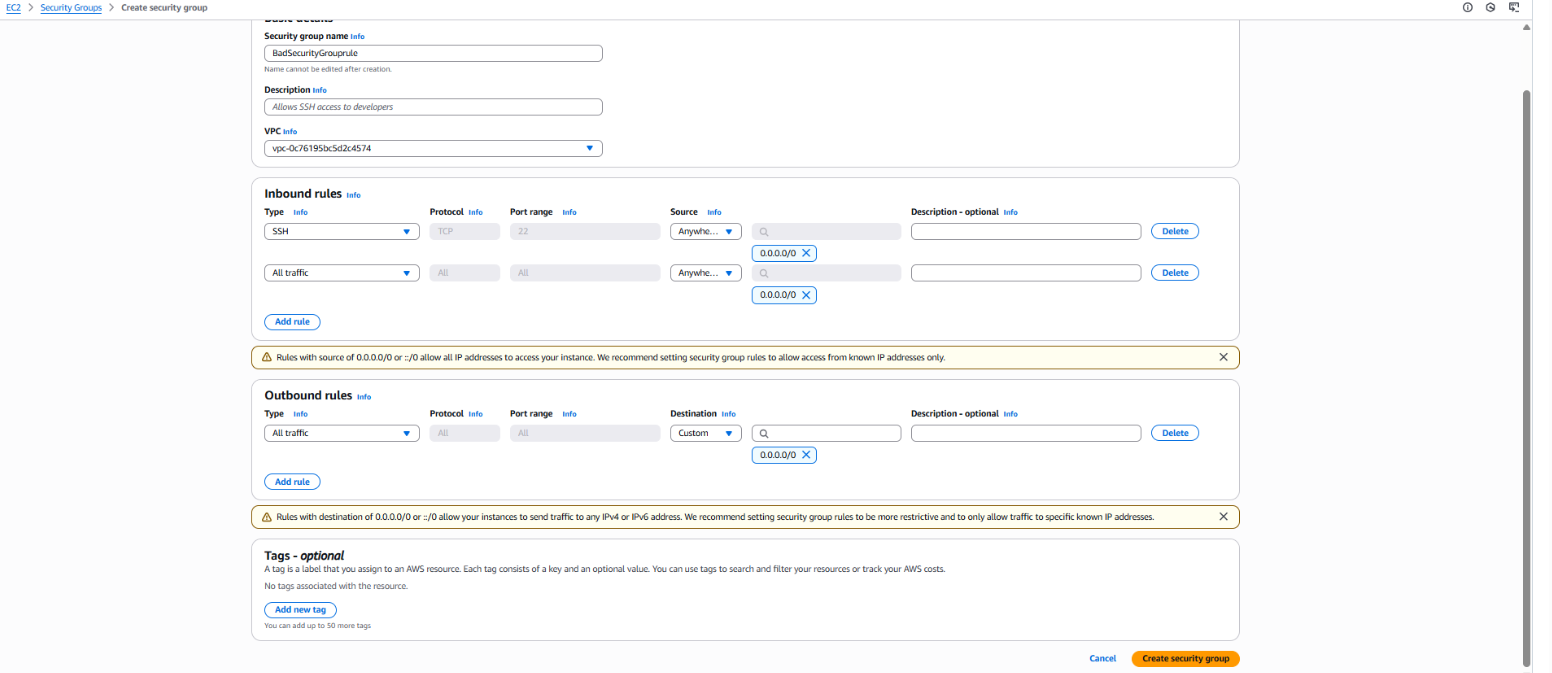 EC2 > Security Groups > Create security group
Basic details
Security group name Info
BadSecurityGrouprule
Name cannot be edited after creation.
Description Info
Allows SSH access to developers
VPC Info
vpc-0c76195bc5d2c4574
Inbound rules Info
Type Info Protocol Info Port range Info Source Info Description - optional Info
SSH TCP 22 Anywhe... Delete
0.0.0.0/0
All traffic All All Anywhe... Delete
0.0.0.0/0
Add rule
Rules with source of 0.0.0.0/0 or ::/0 allow all IP addresses to access your instance. We recommend setting security group rules to allow access from known IP addresses only.
Outbound rules Info
Type Info Protocol Info Port range Info Destination Info Description - optional Info
All traffic All All Custom Delete
0.0.0.0/0
Add rule
Rules with destination of 0.0.0.0/0 or ::/0 allow your instances to send traffic to any IPv4 or IPv6 address. We recommend setting security group rules to be more restrictive and to only allow traffic to specific known IP addresses.
Tags - optional
A tag is a label that you assign to an AWS resource. Each tag consists of a key and an optional value. You can use tags to search and filter your resources or track your AWS costs.
No tags associated with the resource.
Add new tag
You can add up to 50 more tags
Cancel Create security group